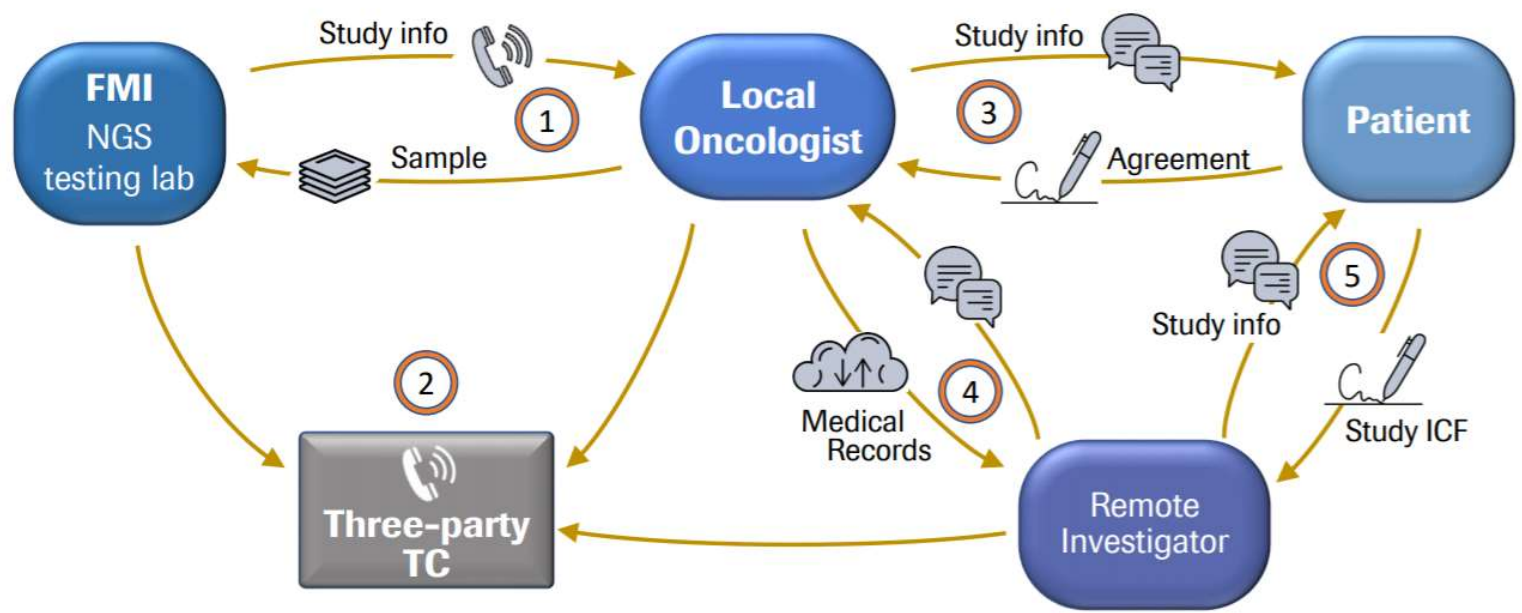 Study info
FMI
NGS
testing lab
1
Sample
Local
Oncologist
Study info
3
Agreement
Patient
2
Three-party
TC
Medical
Records
4
Study info
5
Study ICF
Remote
Investigator